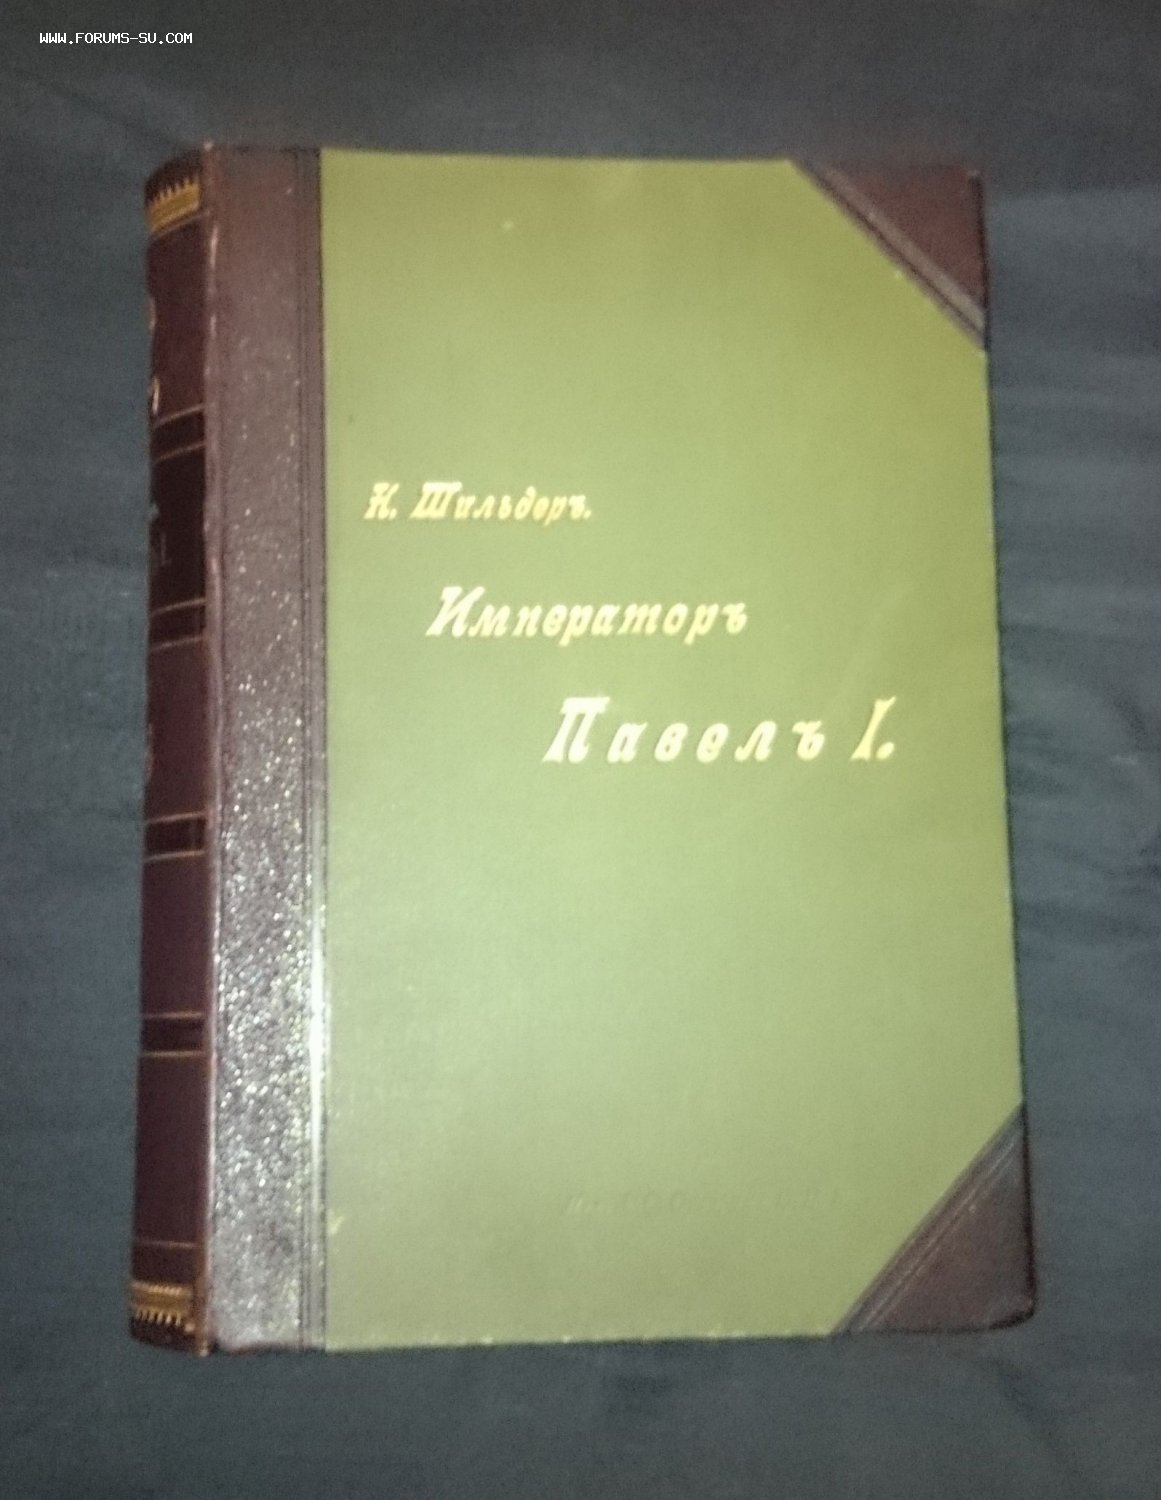 WWW.FORUMS-SU.COM
Н. Шильдеръ.
Императоръ
Павелъ I.